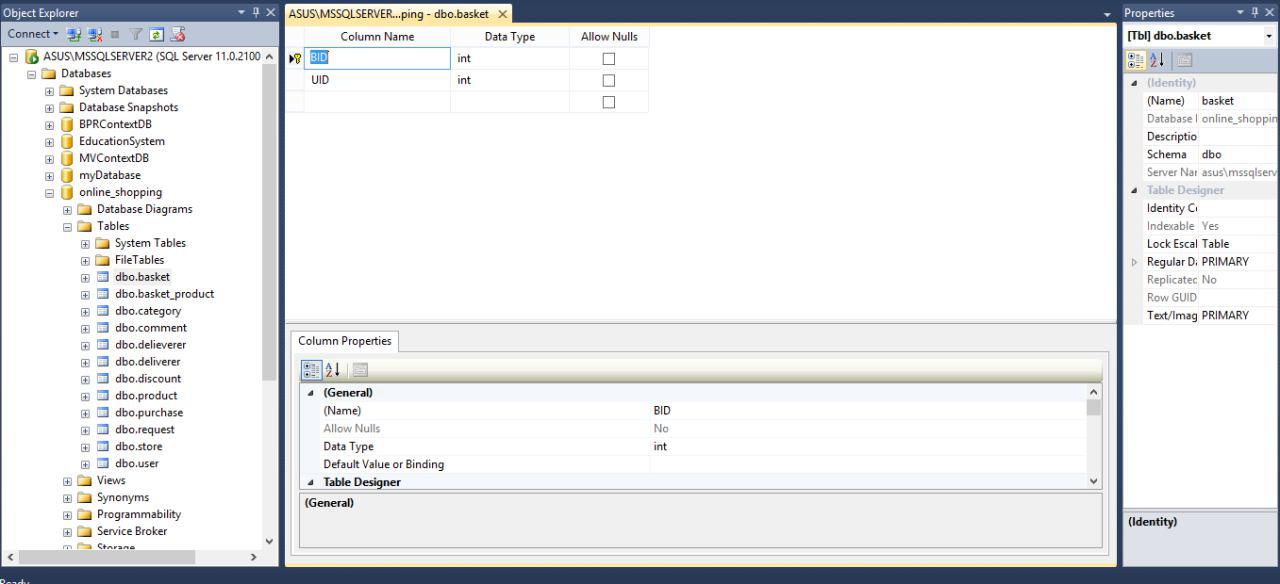 Object Explorer
Connect
ASUS\MSSQLSERVER2 (SQL Server 11.0.2100
Databases
System Databases
Database Snapshots
BPRContextDB
EducationSystem
MVContextDB
myDatabase
online_shopping
Database Diagrams
Tables
System Tables
FileTables
dbo.basket
dbo.basket_product
dbo.category
dbo.comment
dbo.delieverer
dbo.deliverer
dbo.discount
dbo.product
dbo.purchase
dbo.request
dbo.store
dbo.user
Views
Synonyms
Programmability
Service Broker
Storage
Ready
ASUS\MSSQLSERVER...ping - dbo.basket
Column Name Data Type Allow Nulls
BID int
UID int
Column Properties
(General)
(Name) BID
Allow Nulls No
Data Type int
Default Value or Binding
Table Designer
(General)
Properties
[Tbl] dbo.basket
(Identity)
(Name) basket
Database online_shoppin
Descriptio
Schema dbo
Server Nar asus\mssqlserv
Table Designer
Identity C
Indexable Yes
Lock Escal Table
Regular Da PRIMARY
Replicated No
Row GUID
Text/Imag PRIMARY
(Identity)